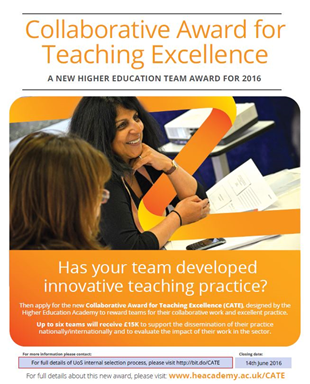 Collaborative Award for
Teaching Excellence
A NEW HIGHER EDUCATION TEAM AWARD FOR 2016
Has your team developed
innovative teaching practice?
Then apply for the new Collaborative Award for Teaching Excellence (CATE), designed by the
Higher Education Academy to reward teams for their collaborative work and excellent practice.
Up to six teams will receive £15K to support the dissemination of their practice
nationally/internationally and to evaluate the impact of their work in the sector.
For more information please contact:
Closing date:
For full details of UoS internal selection process, please visit http://bit.do/CATE
14th June 2016
For full details about this new award, please visit: www.heacademy.ac.uk/CATE